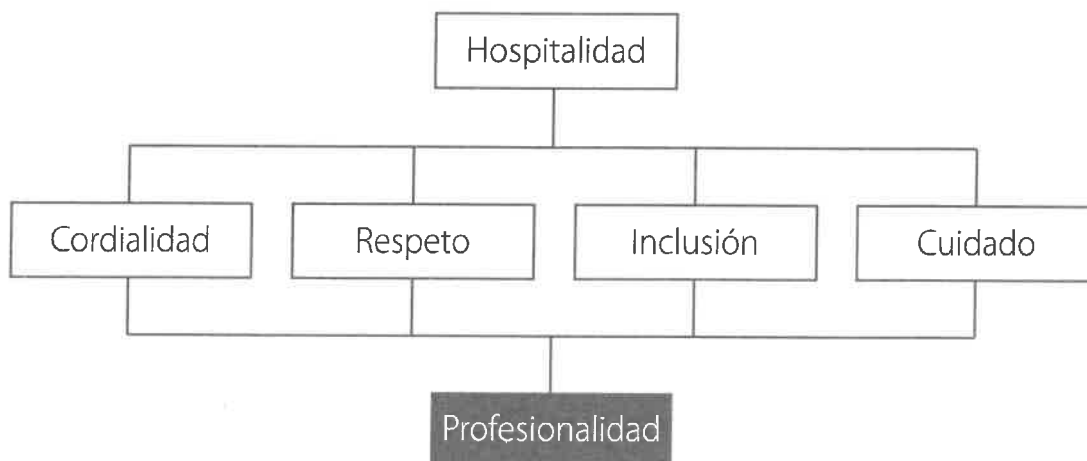 Hospitalidad
Cordialidad
Respeto
Inclusión
Cuidado
Profesionalidad